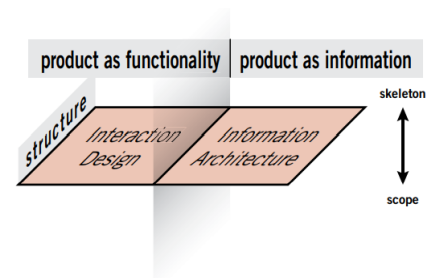 product as functionality product as information
skeleton
structure
Interaction Information
Design Architecture
scope